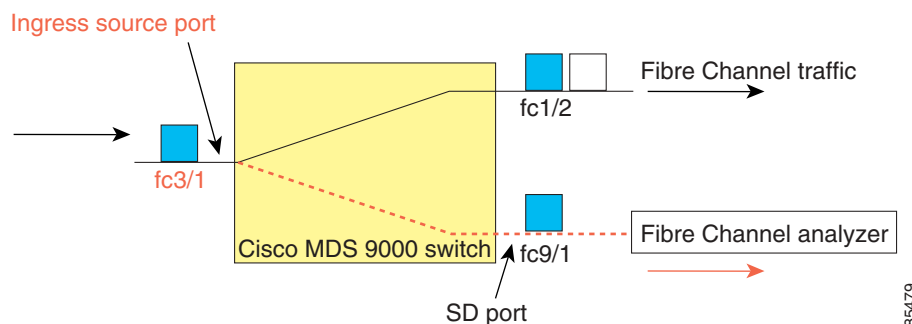 Ingress source port
Fibre Channel traffic
fc1/2
fc3/1
Cisco MDS 9000 switch
fc9/1
Fibre Channel analyzer
SD port